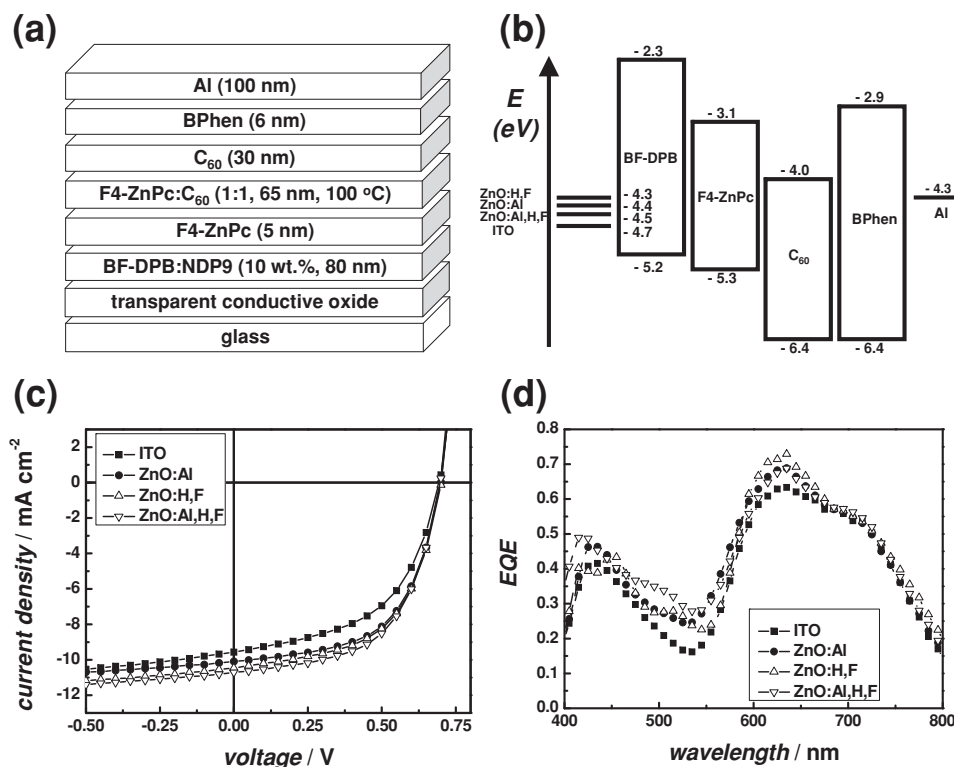 (a)
Al (100 nm)
BPhen (6 nm)
C₆₀ (30 nm)
F4-ZnPc:C₆₀ (1:1, 65 nm, 100 °C)
F4-ZnPc (5 nm)
BF-DPB:NDP9 (10 wt.%, 80 nm)
transparent conductive oxide
glass
(b)
E
(eV)
ZnO:H,F
ZnO:Al
ZnO:Al,H,F
ITO
- 2.3
BF-DPB
- 4.3
- 4.4
- 4.5
- 4.7
- 5.2
- 3.1
F4-ZnPc
- 5.3
- 4.0
C₆₀
- 6.4
- 2.9
BPhen
- 6.4
- 4.3
Al
(c)
current density / mA cm⁻²
2
0
-2
-4
-6
-8
-10
-12
ITO
ZnO:Al
ZnO:H,F
ZnO:Al,H,F
-0.5 -0.25 0.00 0.25 0.50 0.75
voltage / V
(d)
EQE
0.8
0.7
0.6
0.5
0.4
0.3
0.2
0.1
0.0
ITO
ZnO:Al
ZnO:H,F
ZnO:Al,H,F
400 500 600 700 800
wavelength / nm